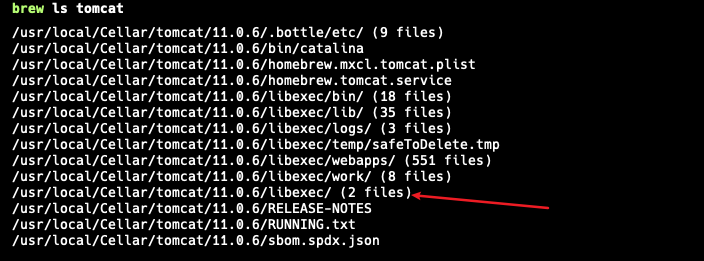 brew ls tomcat
/usr/local/Cellar/tomcat/11.0.6/.bottle/etc/ (9 files)
/usr/local/Cellar/tomcat/11.0.6/bin/catalina
/usr/local/Cellar/tomcat/11.0.6/homebrew.mxcl.tomcat.plist
/usr/local/Cellar/tomcat/11.0.6/homebrew.tomcat.service
/usr/local/Cellar/tomcat/11.0.6/libexec/bin/ (18 files)
/usr/local/Cellar/tomcat/11.0.6/libexec/lib/ (35 files)
/usr/local/Cellar/tomcat/11.0.6/libexec/logs/ (3 files)
/usr/local/Cellar/tomcat/11.0.6/libexec/temp/safeToDelete.tmp
/usr/local/Cellar/tomcat/11.0.6/libexec/webapps/ (551 files)
/usr/local/Cellar/tomcat/11.0.6/libexec/work/ (8 files)
/usr/local/Cellar/tomcat/11.0.6/libexec/ (2 files)
/usr/local/Cellar/tomcat/11.0.6/RELEASE-NOTES
/usr/local/Cellar/tomcat/11.0.6/RUNNING.txt
/usr/local/Cellar/tomcat/11.0.6/sbom.spdx.json